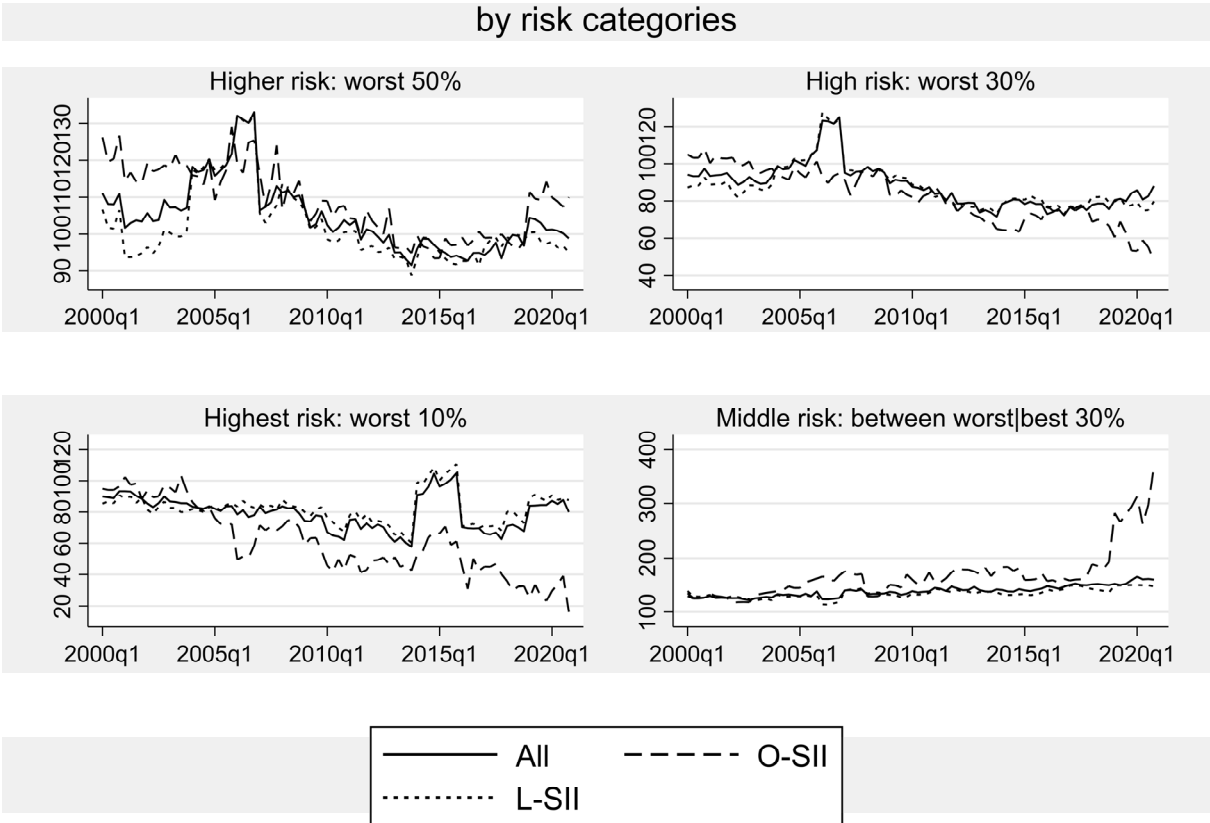 by risk categories
Higher risk: worst 50%
High risk: worst 30%
130
120
110
100
90
2000q1 2005q1 2010q1 2015q1 2020q1
120
100
80
60
40
2000q1 2005q1 2010q1 2015q1 2020q1
Highest risk: worst 10%
Middle risk: between worst|best 30%
120
100
80
60
40
20
2000q1 2005q1 2010q1 2015q1 2020q1
400
300
200
100
2000q1 2005q1 2010q1 2015q1 2020q1
All O-SII
L-SII